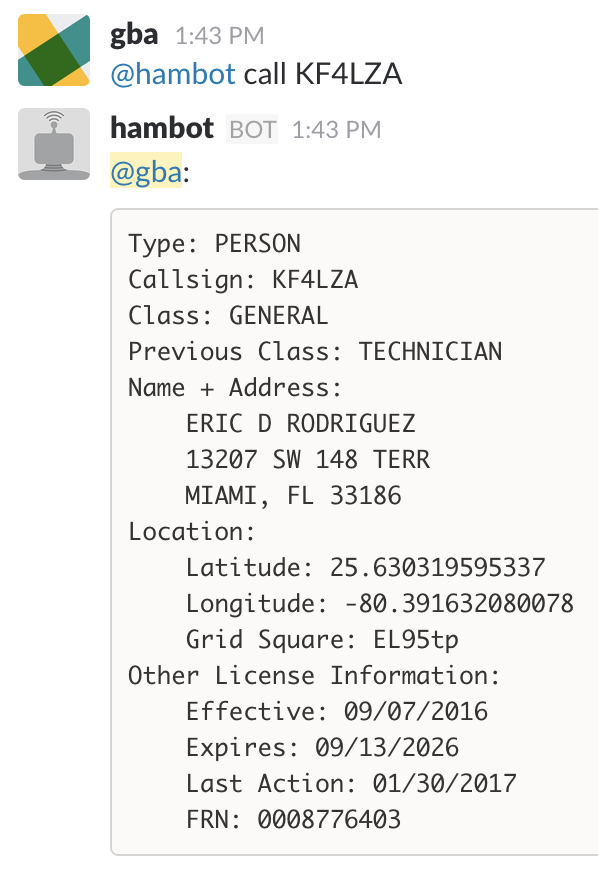 gba 1:43 PM
@hambot call KF4LZA
hambot BOT 1:43 PM
@gba:
Type: PERSON
Callsign: KF4LZA
Class: GENERAL
Previous Class: TECHNICIAN
Name + Address:
    ERIC D RODRIGUEZ
    13207 SW 148 TERR
    MIAMI, FL 33186
Location:
    Latitude: 25.630319595337
    Longitude: -80.391632080078
    Grid Square: EL95tp
Other License Information:
    Effective: 09/07/2016
    Expires: 09/13/2026
    Last Action: 01/30/2017
    FRN: 0008776403